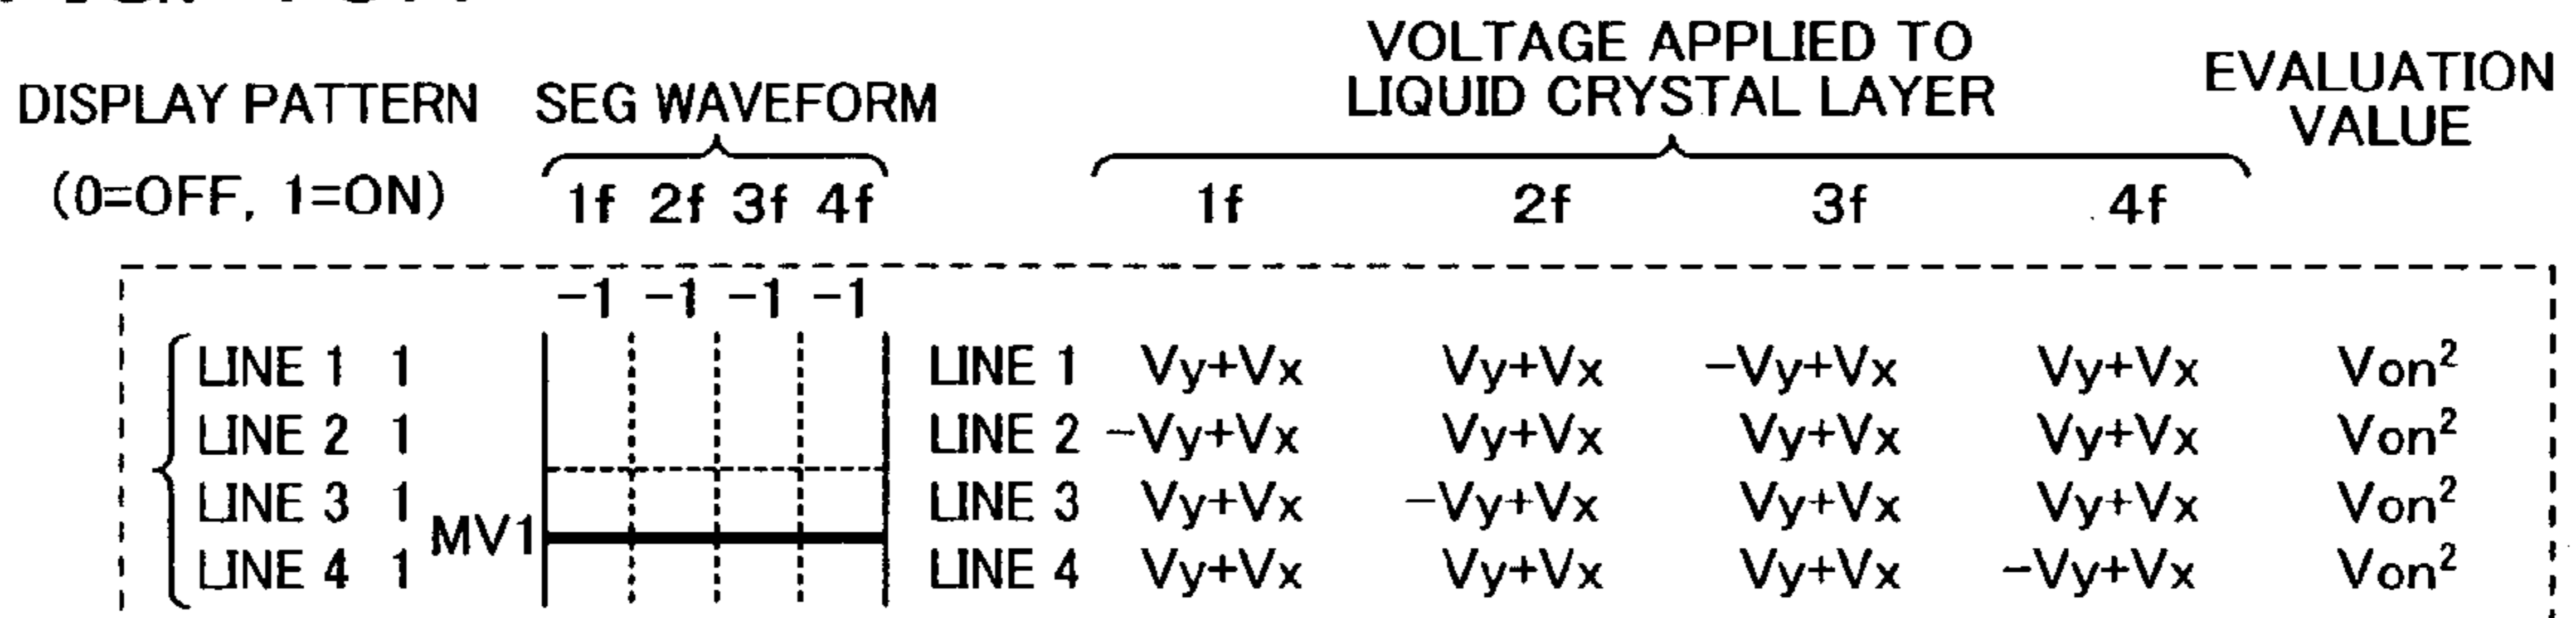 VOLTAGE APPLIED TO
LIQUID CRYSTAL LAYER
EVALUATION
VALUE
DISPLAY PATTERN SEG WAVEFORM
(0=OFF, 1=ON) 1f 2f 3f 4f 1f 2f 3f 4f
-1 -1 -1 -1
LINE 1 1 LINE 1 Vy+Vx Vy+Vx -Vy+Vx Vy+Vx Von²
LINE 2 1 LINE 2 -Vy+Vx Vy+Vx Vy+Vx Vy+Vx Von²
LINE 3 1 LINE 3 Vy+Vx -Vy+Vx Vy+Vx Vy+Vx Von²
MV1
LINE 4 1 LINE 4 Vy+Vx Vy+Vx Vy+Vx -Vy+Vx Von²